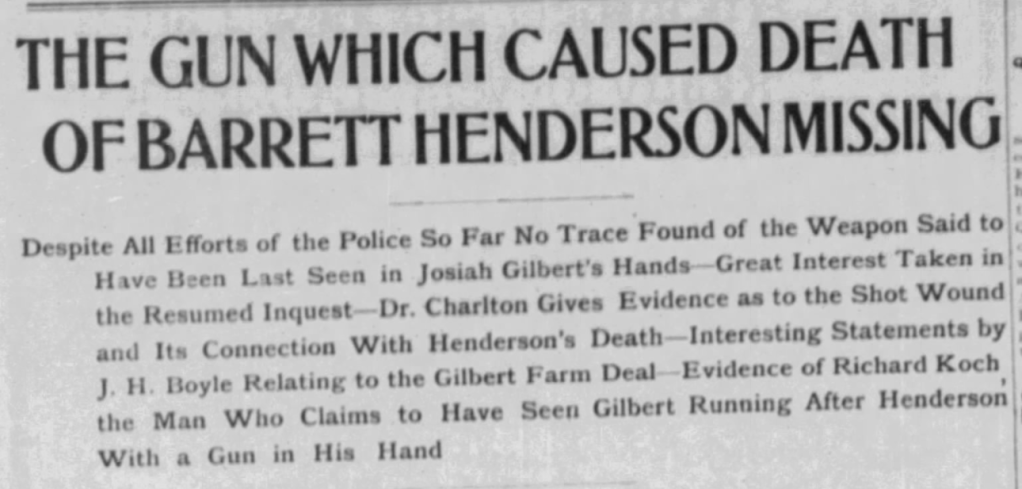 THE GUN WHICH CAUSED DEATH
OF BARRETT HENDERSON MISSING
Despite All Efforts of the Police So Far No Trace Found of the Weapon Said to
Have Been Last Seen in Josiah Gilbert's Hands—Great Interest Taken in
the Resumed Inquest—Dr. Charlton Gives Evidence as to the Shot Wound
and Its Connection With Henderson's Death—Interesting Statements by
J. H. Boyle Relating to the Gilbert Farm Deal—Evidence of Richard Koch,
the Man Who Claims to Have Seen Gilbert Running After Henderson
With a Gun in His Hand